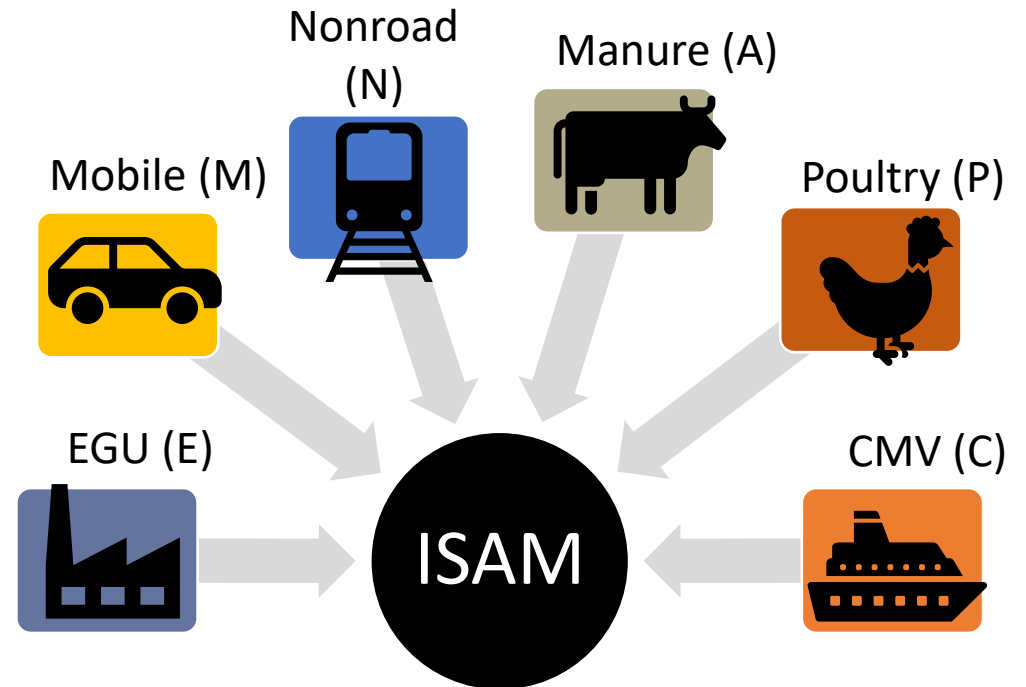 Nonroad
(N)
Manure (A)
Mobile (M)
Poultry (P)
EGU (E)
CMV (C)
ISAM